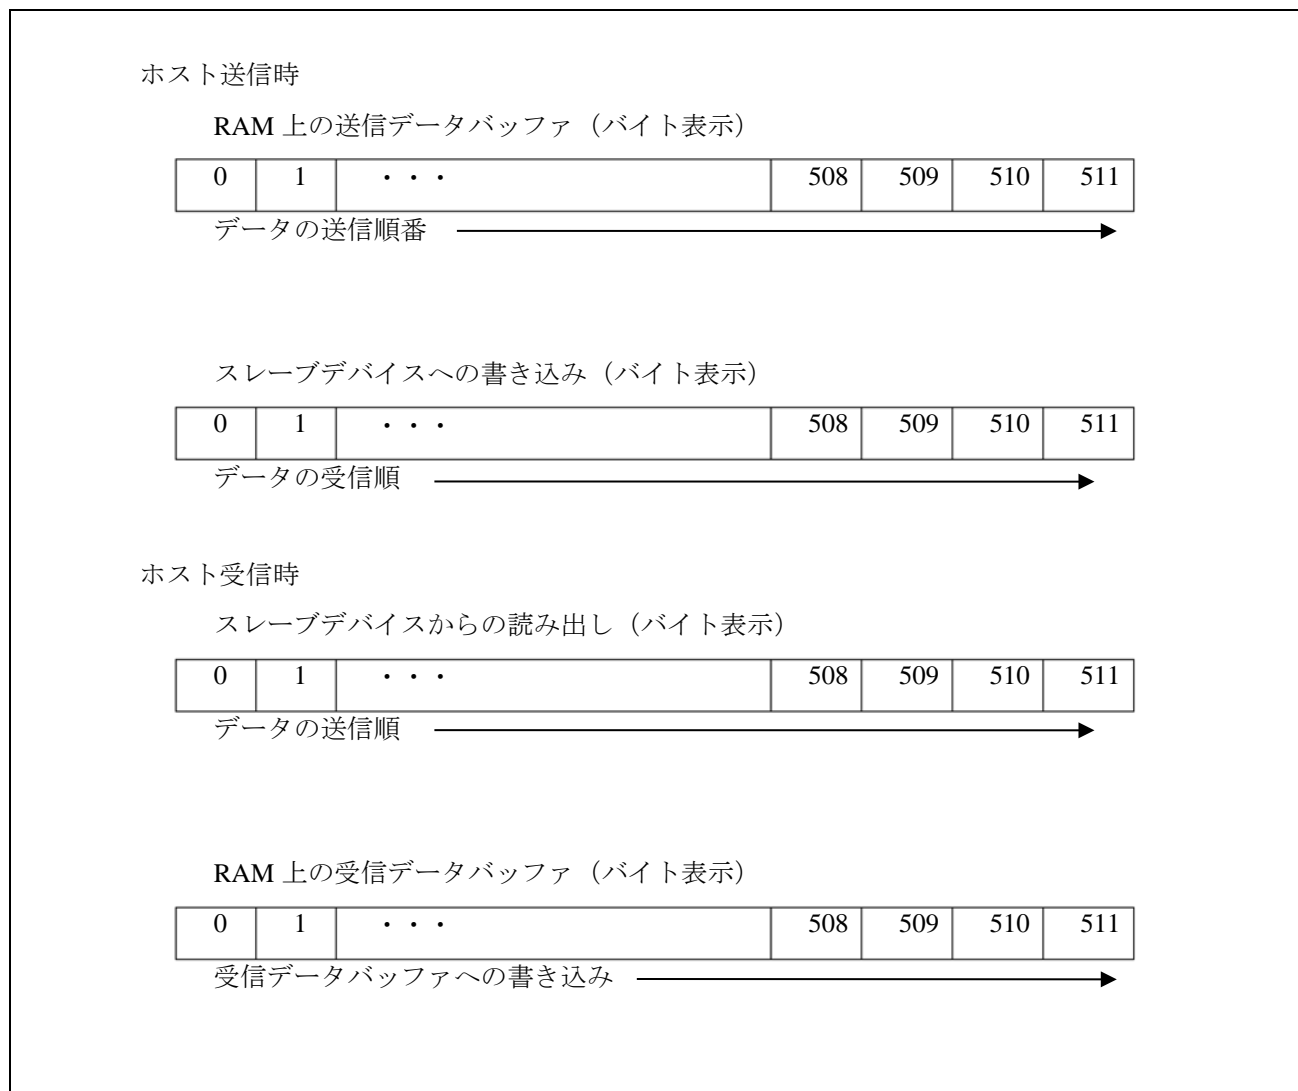 ホスト送信時
RAM 上の送信データバッファ（バイト表示）
0 1 ・・・ 508 509 510 511
データの送信順番
スレーブデバイスへの書き込み（バイト表示）
0 1 ・・・ 508 509 510 511
データの受信順
ホスト受信時
スレーブデバイスからの読み出し（バイト表示）
0 1 ・・・ 508 509 510 511
データの送信順
RAM 上の受信データバッファ（バイト表示）
0 1 ・・・ 508 509 510 511
受信データバッファへの書き込み